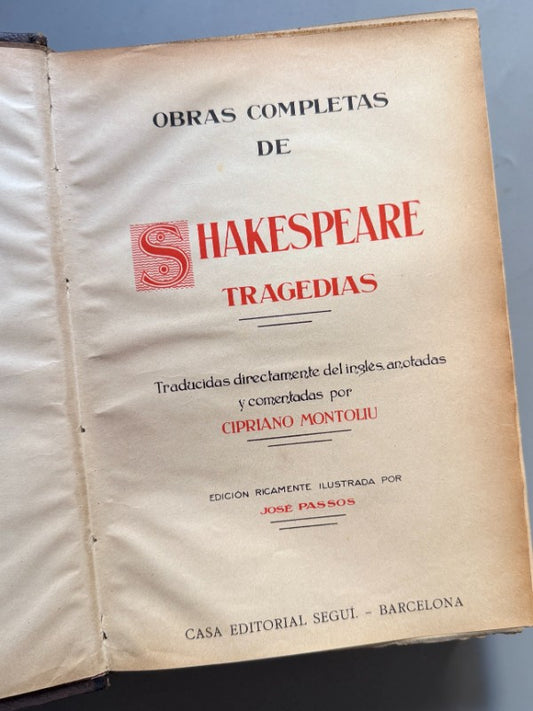 OBRAS COMPLETAS
DE
SHAKESPEARE
TRAGEDIAS
Traducidas directamente del inglés, anotadas
y comentadas por
CIPRIANO MONTOLIU
EDICIÓN RICAMENTE ILUSTRADA POR
JOSÉ PASSOS
CASA EDITORIAL SEGUÍ. – BARCELONA